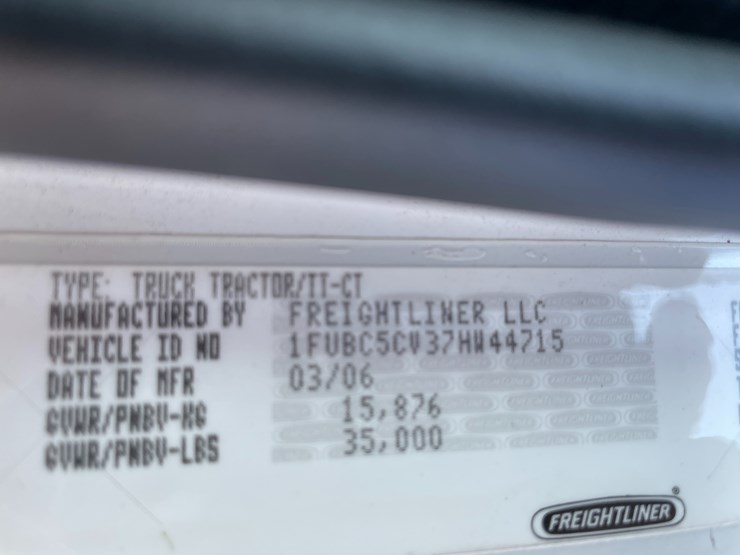 TYPE: TRUCK TRACTOR/TT-CT
MANUFACTURED BY FREIGHTLINER LLC
VEHICLE ID NO 1FUBC5CV37HW44715
DATE OF MFR 03/06
GVWR/PNBV-KG 15,876
GVWR/PNBV-LBS 35,000
FREIGHTLINER®